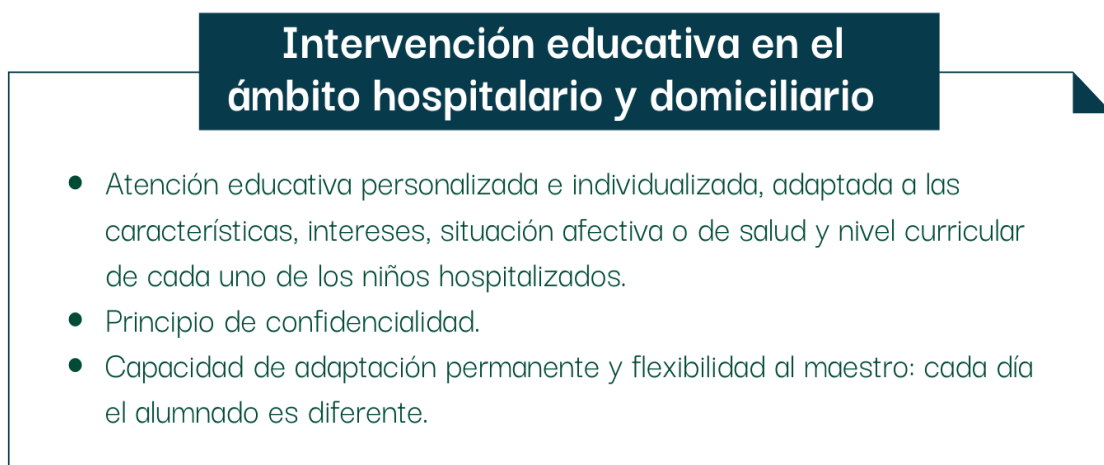 Intervención educativa en el
ámbito hospitalario y domiciliario
• Atención educativa personalizada e individualizada, adaptada a las
características, intereses, situación afectiva o de salud y nivel curricular
de cada uno de los niños hospitalizados.
• Principio de confidencialidad.
• Capacidad de adaptación permanente y flexibilidad al maestro: cada día
el alumnado es diferente.